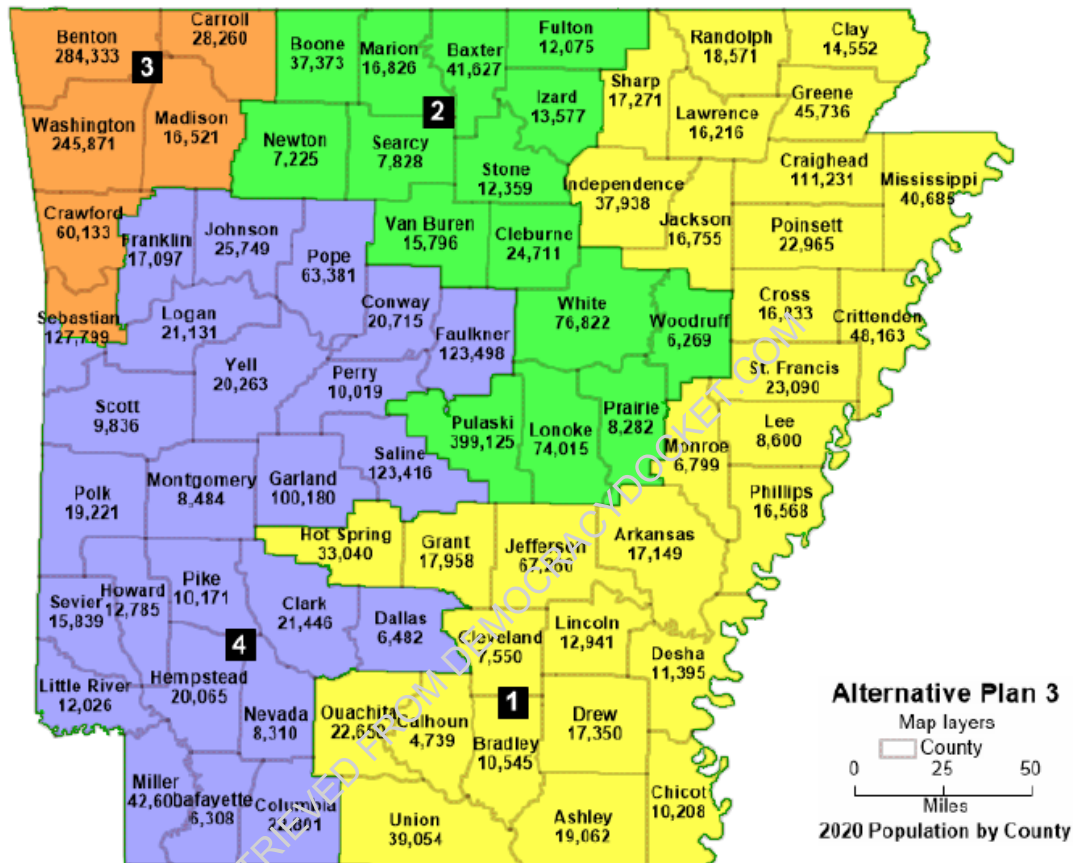 Carroll
28,260
Benton
284,333
3
Boone
37,373
Marion
16,826
Baxter
41,627
Fulton
12,075
Randolph
18,571
Clay
14,552
Sharp
17,271
Greene
45,736
Izard
13,577
Lawrence
16,216
2
Washington
245,871
Madison
16,521
Newton
7,225
Searcy
7,828
Stone
12,359
Craighead
111,231
Mississippi
40,685
Independence
37,938
Jackson
16,755
Poinsett
22,965
Crawford
60,133
Franklin
17,097
Johnson
25,749
Pope
63,381
Van Buren
15,796
Cleburne
24,711
Sebastian
127,799
Logan
21,131
Conway
20,715
Faulkner
123,498
White
76,822
Woodruff
6,269
Cross
16,833
Crittenden
48,163
St. Francis
23,090
Yell
20,263
Perry
10,019
Scott
9,836
Pulaski
399,125
Lonoke
74,015
Prairie
8,282
Monroe
6,799
Lee
8,600
Phillips
16,568
Polk
19,221
Montgomery
8,484
Garland
100,180
Saline
123,416
Hot Spring
33,040
Grant
17,958
Jefferson
67,260
Arkansas
17,149
Sevier
15,839
Howard
12,785
Pike
10,171
Clark
21,446
Dallas
6,482
Cleveland
7,550
Lincoln
12,941
Desha
11,395
4
Little River
12,026
Hempstead
20,065
Nevada
8,310
Ouachita
Calhoun
4,739
1
Bradley
10,545
Drew
17,350
Miller
Lafayette
6,308
Columbia
Union
39,054
Ashley
19,062
Chicot
10,208
Alternative Plan 3
Map layers
County
0 25 50
Miles
2020 Population by County
RETRIEVED FROM DEMOCRACYDOCKET.COM